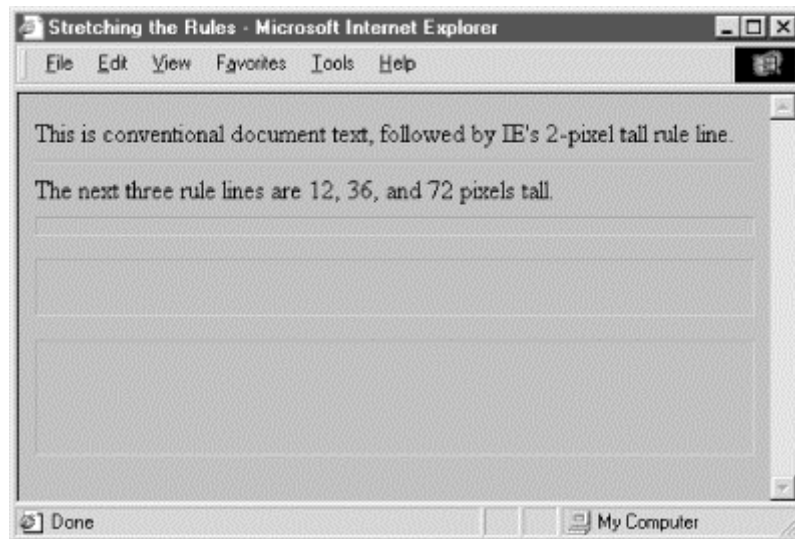 Stretching the Rules - Microsoft Internet Explorer
File Edit View Favorites Tools Help
This is conventional document text, followed by IE's 2-pixel tall rule line.
The next three rule lines are 12, 36, and 72 pixels tall.
Done My Computer